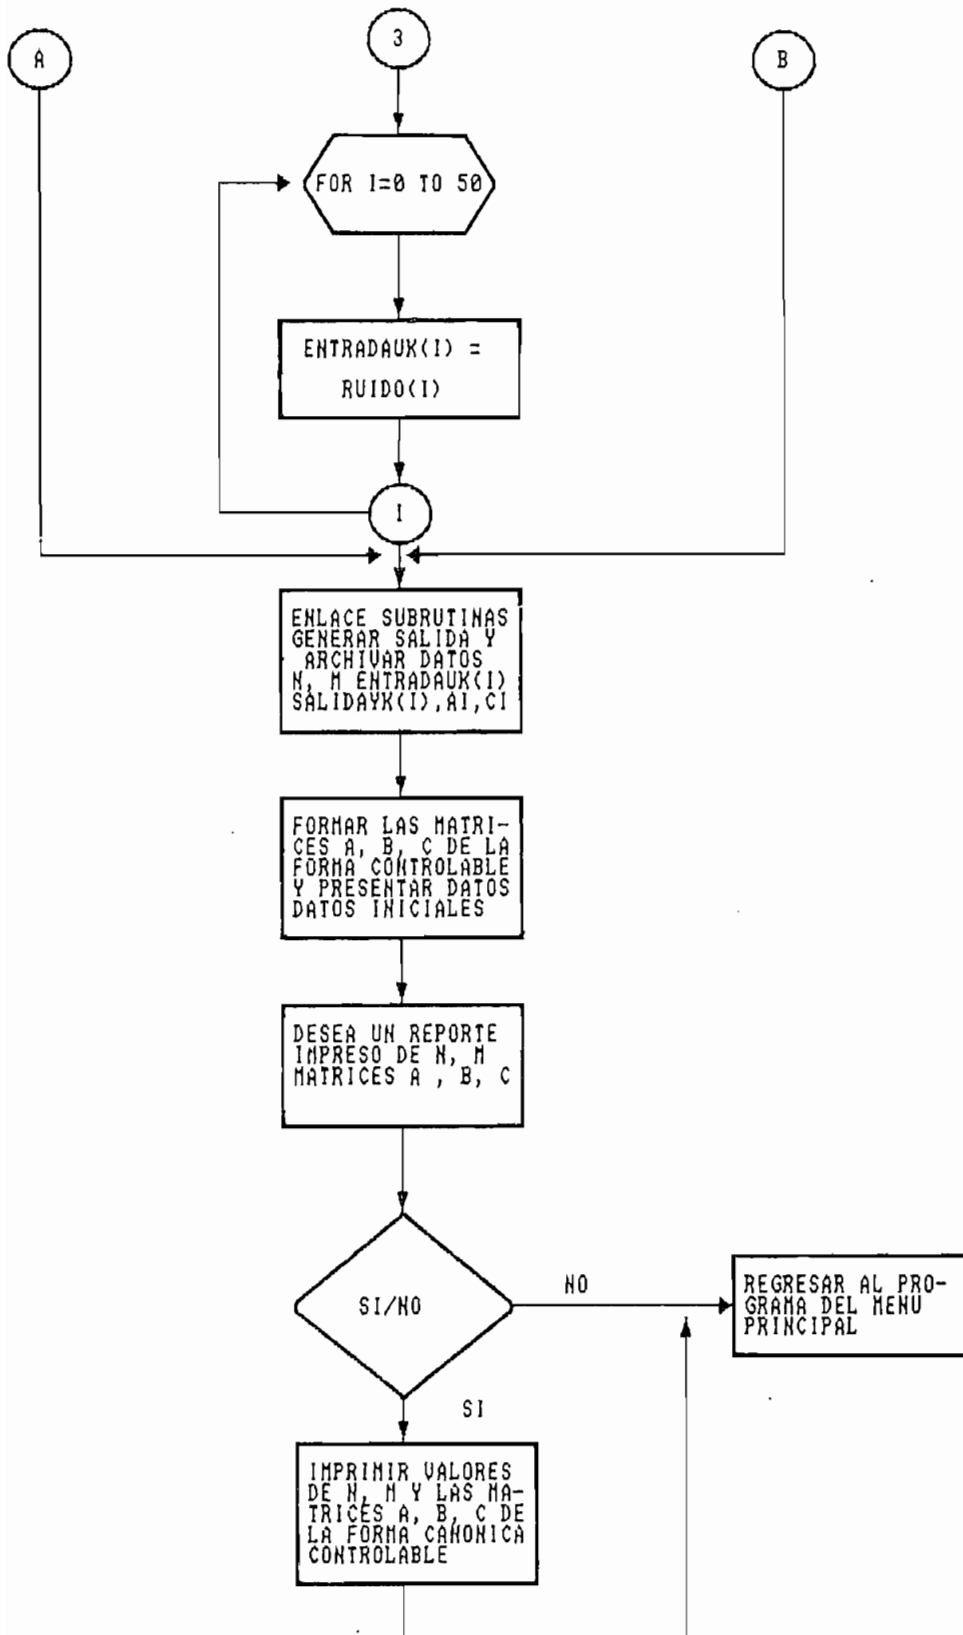 3
A
B
FOR I=0 TO 50
ENTRADAUK(I) =
RUIDO(I)
I
ENLACE SUBRUTINAS
GENERAR SALIDA Y
ARCHIVAR DATOS
N, M ENTRADAUK(I)
SALIDAYK(I),AI,CI
FORMAR LAS MATRI-
CES A, B, C DE LA
FORMA CONTROLABLE
Y PRESENTAR DATOS
DATOS INICIALES
DESEA UN REPORTE
IMPRESO DE N, M
MATRICES A , B, C
SI/NO
NO
REGRESAR AL PRO-
GRAMA DEL MENU
PRINCIPAL
SI
IMPRIMIR VALORES
DE N, M Y LAS MA-
TRICES A, B, C DE
LA FORMA CANONICA
CONTROLABLE